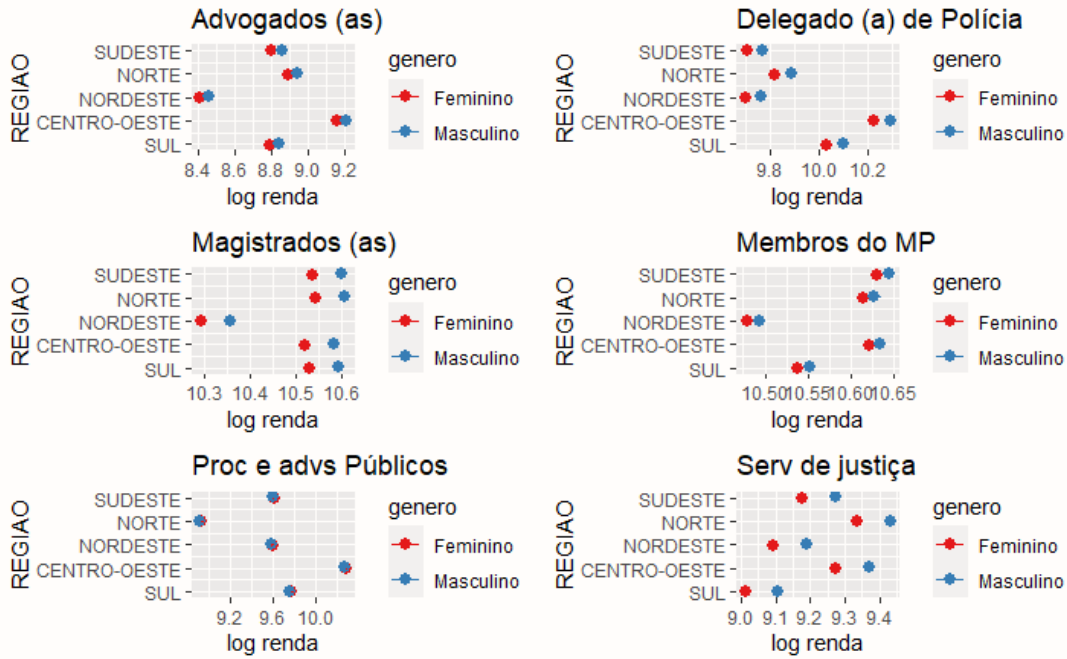 Advogados (as)
REGIAO
SUDESTE
NORTE
NORDESTE
CENTRO-OESTE
SUL
8.4 8.6 8.8 9.0 9.2
log renda
genero
Feminino
Masculino
Delegado (a) de Polícia
REGIAO
SUDESTE
NORTE
NORDESTE
CENTRO-OESTE
SUL
9.8 10.0 10.2
log renda
genero
Feminino
Masculino
Magistrados (as)
REGIAO
SUDESTE
NORTE
NORDESTE
CENTRO-OESTE
SUL
10.3 10.4 10.5 10.6
log renda
genero
Feminino
Masculino
Membros do MP
REGIAO
SUDESTE
NORTE
NORDESTE
CENTRO-OESTE
SUL
10.50 10.55 10.60 10.65
log renda
genero
Feminino
Masculino
Proc e advs Públicos
REGIAO
SUDESTE
NORTE
NORDESTE
CENTRO-OESTE
SUL
9.2 9.6 10.0
log renda
genero
Feminino
Masculino
Serv de justiça
REGIAO
SUDESTE
NORTE
NORDESTE
CENTRO-OESTE
SUL
9.0 9.1 9.2 9.3 9.4
log renda
genero
Feminino
Masculino